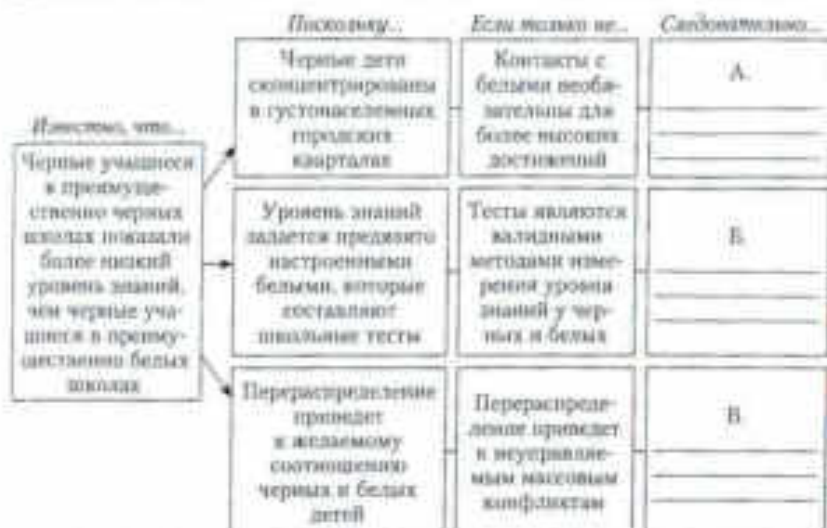 Поскольку...
Если только не...
Следовательно...
Известно, что...
Черные учащиеся
в преимуще-
ственно черных
школах показали
более низкий
уровень знаний,
чем черные уча-
щиеся в преиму-
щественно белых
школах
Черные дети
сконцентрированы
в густонаселенных
городских
кварталах
Контакты с
белыми необя-
зательны для
более высоких
достижений
А.
Уровень знаний
задается предвзято
настроенными
белыми, которые
составляют
школьные тесты
Тесты являются
валидными
методами изме-
рения уровня
знаний у чер-
ных и белых
Б.
Перераспределение
приведет
к желаемому
соотношению
черных и белых
детей
Перераспреде-
ление приведет
к неуправляе-
мым массовым
конфликтам
В.